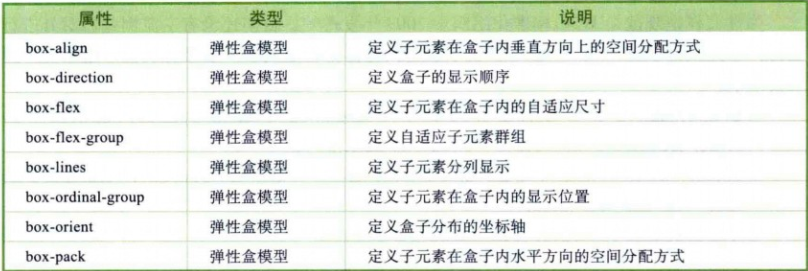 属性 类型 说明
box-align 弹性盒模型 定义子元素在盒子内垂直方向上的空间分配方式
box-direction 弹性盒模型 定义盒子的显示顺序
box-flex 弹性盒模型 定义子元素在盒子内的自适应尺寸
box-flex-group 弹性盒模型 定义自适应子元素群组
box-lines 弹性盒模型 定义子元素分列显示
box-ordinal-group 弹性盒模型 定义子元素在盒子内的显示位置
box-orient 弹性盒模型 定义盒子分布的坐标轴
box-pack 弹性盒模型 定义子元素在盒子内水平方向的空间分配方式